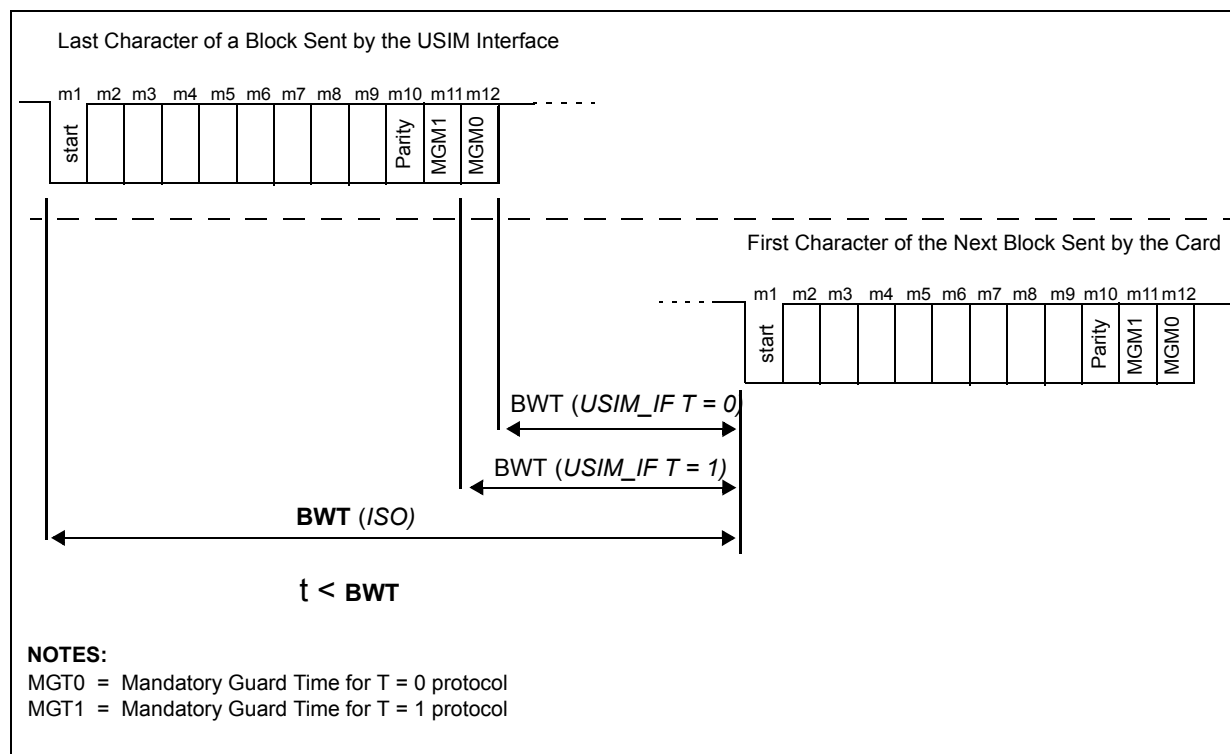 Last Character of a Block Sent by the USIM Interface
m1 m2 m3 m4 m5 m6 m7 m8 m9 m10 m11 m12
start Parity MGM1 MGM0
First Character of the Next Block Sent by the Card
m1 m2 m3 m4 m5 m6 m7 m8 m9 m10 m11 m12
start Parity MGM1 MGM0
BWT (USIM_IF T = 0)
BWT (USIM_IF T = 1)
BWT (ISO)
t < BWT
NOTES:
MGT0 = Mandatory Guard Time for T = 0 protocol
MGT1 = Mandatory Guard Time for T = 1 protocol